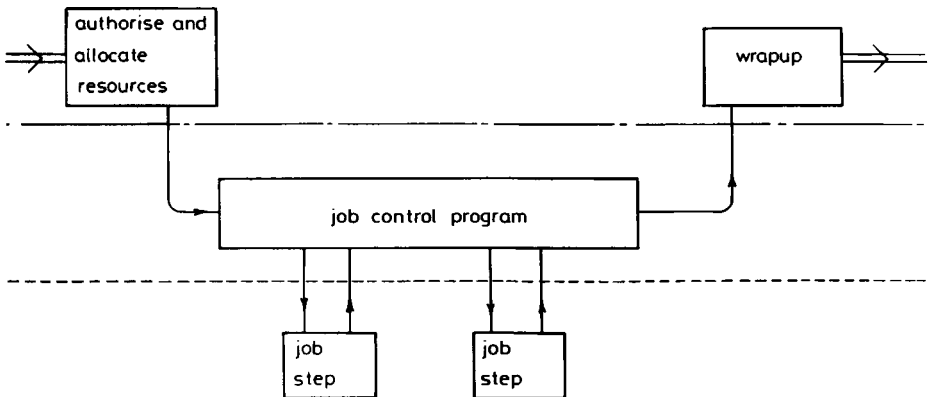 authorise and
allocate
resources
wrapup
job control program
job
step
job
step